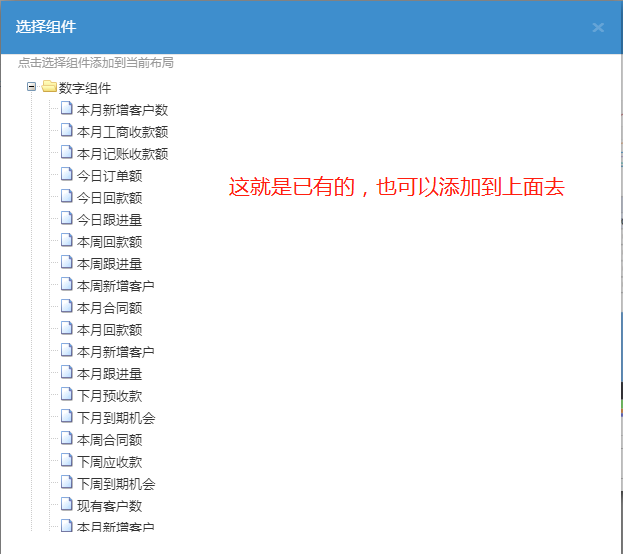 选择组件
点击选择组件添加到当前布局
数字组件
本月新增客户数
本月工商收款额
本月记账收款额
今日订单额
这就是已有的，也可以添加到上面去
今日回款额
今日跟进量
本周回款额
本周跟进量
本周新增客户
本月合同额
本月回款额
本月新增客户
本月跟进量
下月预收款
下月到期机会
本周合同额
下周应收款
下周到期机会
现有客户数
本月新增客户